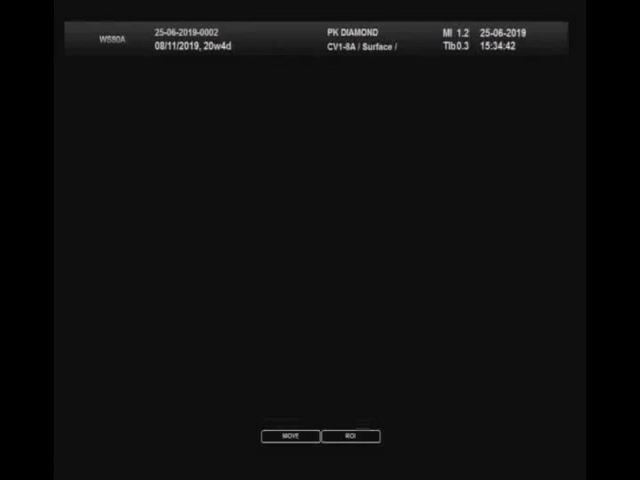 WS80A
25-06-2019-0002 PK DIAMOND MI 1.2 25-06-2019
08/11/2019, 20w4d CV1-8A / Surface / TIb0.3 15:34:42
MOVE ROI